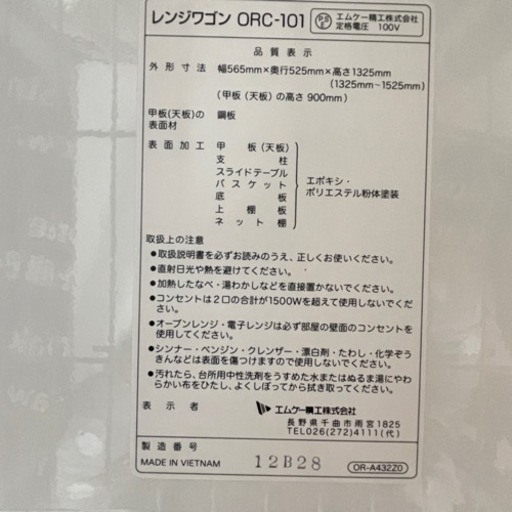 レンジワゴン ORC-101
PS E エムケー精工株式会社
定格電圧 100V
品質表示
外形寸法 幅565mm×奥行525mm×高さ1325mm
(1325mm~1525mm)
(甲板(天板)の高さ 900mm)
甲板(天板)の 鋼板
表面材
表面加工 甲板(天板)
支柱
スライドテーブル
バスケット
底板
上棚板
ネット棚
エポキシ・
ポリエステル粉体塗装
取扱上の注意
●取扱説明書を必ずお読みのうえ、正しくお使いください。
●直射日光や熱を避けてください。
●加熱したなべ・湯わかしなどを直接置かないでください。
●コンセントは2口の合計が1500Wを超えて使用しないでください。
●オーブンレンジ・電子レンジは必ず部屋の壁面のコンセントを
使用してください。
●シンナー・ベンジン・クレンザー・漂白剤・たわし・化学ぞう
きんなどは表面を傷つけますので使用しないでください。
●汚れたら、台所用中性洗剤をうすめた水またはぬるま湯にやわ
らかい布をひたし、よくしぼってから拭き取ってください。
表示者 エムケー精工株式会社
長野県千曲市雨宮1825
TEL026(272)4111(代)
製造番号
MADE IN VIETNAM 12B28 OR-A432Z0